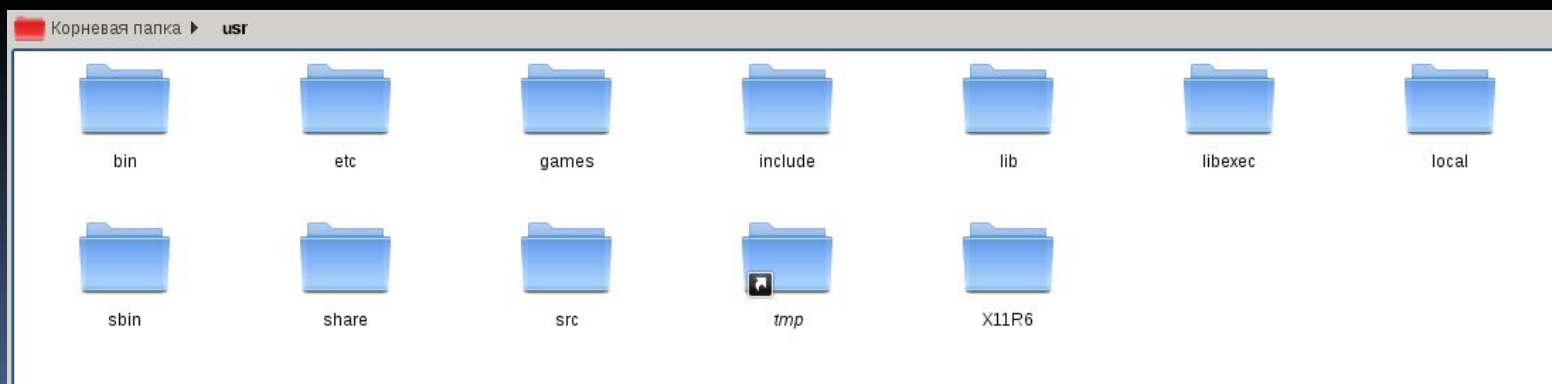 Корневая папка usr
bin etc games include lib libexec local
sbin share src tmp X11R6